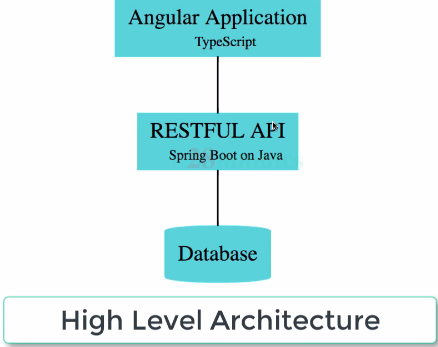 Angular Application
TypeScript
RESTFUL API
Spring Boot on Java
Database
High Level Architecture